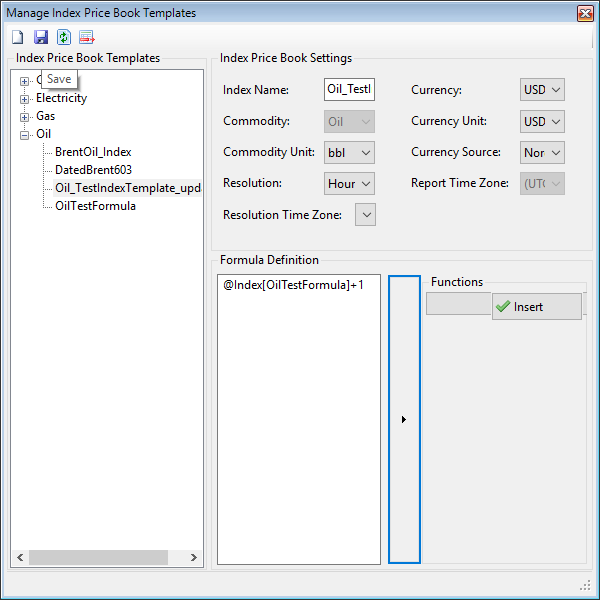 Manage Index Price Book Templates
Index Price Book Templates
C
Save
Electricity
Gas
Oil
BrentOil_Index
DatedBrent603
Oil_TestIndexTemplate_upd
OilTestFormula
Index Price Book Settings
Index Name: Oil_TestI Currency: USD
Commodity: Oil Currency Unit: USD
Commodity Unit: bbl Currency Source: Nor
Resolution: Hour Report Time Zone: (UTC
Resolution Time Zone:
Formula Definition
@Index[OilTestFormula]+1
Functions
Insert